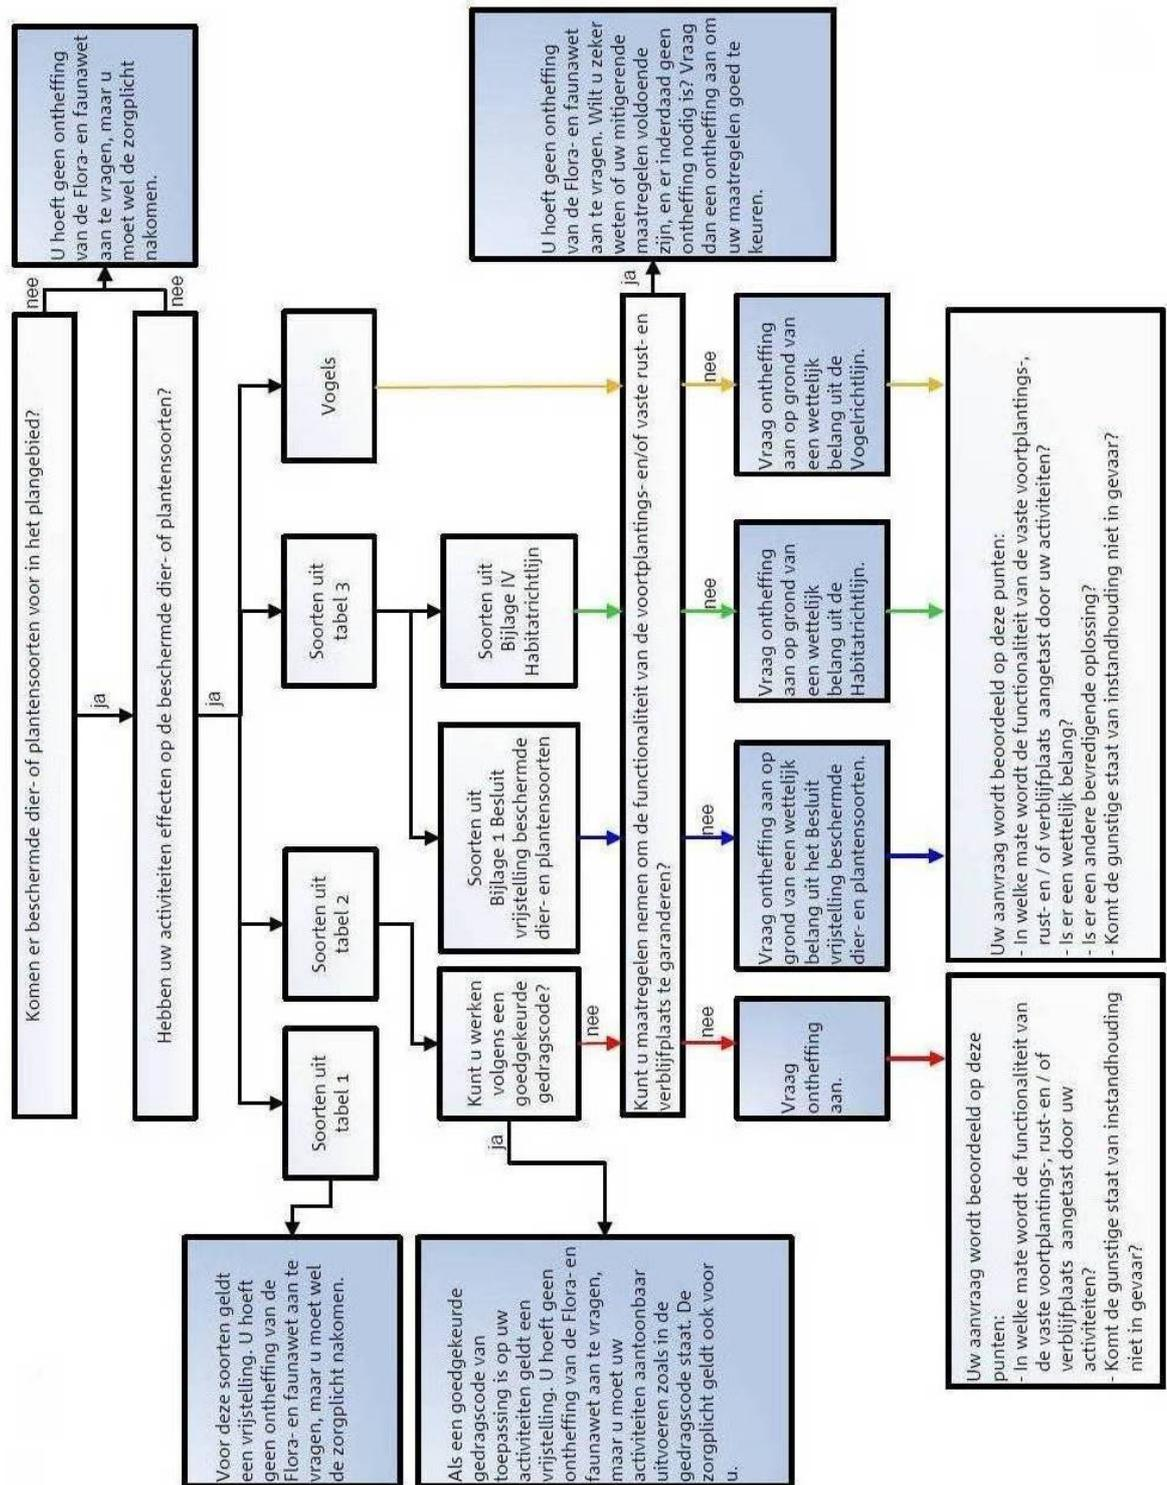 Komen er beschermde dier- of plantensoorten voor in het plangebied?
nee
U hoeft geen ontheffing
van de Flora- en faunawet
aan te vragen, maar u
moet wel de zorgplicht
nakomen.
ja
Hebben uw activiteiten effecten op de beschermde dier- of plantensoorten?
nee
ja
Soorten uit
tabel 1
Soorten uit
tabel 2
Soorten uit
tabel 3
Vogels
Voor deze soorten geldt
een vrijstelling. U hoeft
geen ontheffing van de
Flora- en faunawet aan te
vragen, maar u moet wel
de zorgplicht nakomen.
Kunt u werken
volgens een
goedgekeurde
gedragscode?
Soorten uit
Bijlage 1 Besluit
vrijstelling beschermde
dier- en plantensoorten
Soorten uit
Bijlage IV
Habitatrichtlijn
ja
Als een goedgekeurde
gedragscode van
toepassing is op uw
activiteiten geldt een
vrijstelling. U hoeft geen
ontheffing van de Flora- en
faunawet aan te vragen,
maar u moet uw
activiteiten aantoonbaar
uitvoeren zoals in de
gedragscode staat. De
zorgplicht geldt ook voor
u.
nee
Kunt u maatregelen nemen om de functionaliteit van de voortplantings- en/of vaste rust- en
verblijfplaats te garanderen?
ja
U hoeft geen ontheffing
van de Flora- en faunawet
aan te vragen. Wilt u zeker
weten of uw mitigerende
maatregelen voldoende
zijn, en er inderdaad geen
ontheffing nodig is? Vraag
dan een ontheffing aan om
uw maatregelen goed te
keuren.
nee
nee
nee
nee
Vraag
ontheffing
aan.
Vraag ontheffing aan op
grond van een wettelijk
belang uit het Besluit
vrijstelling beschermde
dier- en plantensoorten.
Vraag ontheffing
aan op grond van
een wettelijk
belang uit de
Habitatrichtlijn.
Vraag ontheffing
aan op grond van
een wettelijk
belang uit de
Vogelrichtlijn.
Uw aanvraag wordt beoordeeld op deze
punten:
- In welke mate wordt de functionaliteit van
de vaste voortplantings-, rust- en / of
verblijfplaats aangetast door uw
activiteiten?
- Komt de gunstige staat van instandhouding
niet in gevaar?
Uw aanvraag wordt beoordeeld op deze punten:
- In welke mate wordt de functionaliteit van de vaste voortplantings-,
rust- en / of verblijfplaats aangetast door uw activiteiten?
- Is er een wettelijk belang?
- Is er een andere bevredigende oplossing?
- Komt de gunstige staat van instandhouding niet in gevaar?